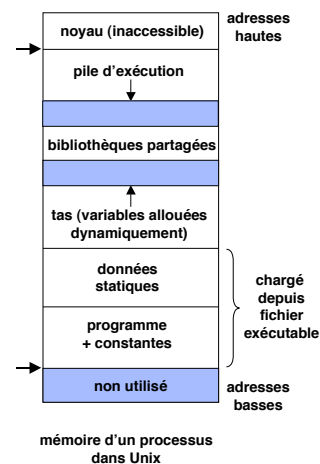 noyau (inaccessible)
adresses
hautes
pile d'exécution
bibliothèques partagées
tas (variables allouées
dynamiquement)
données
statiques
chargé
depuis
fichier
exécutable
programme
+ constantes
non utilisé
adresses
basses
mémoire d'un processus
dans Unix